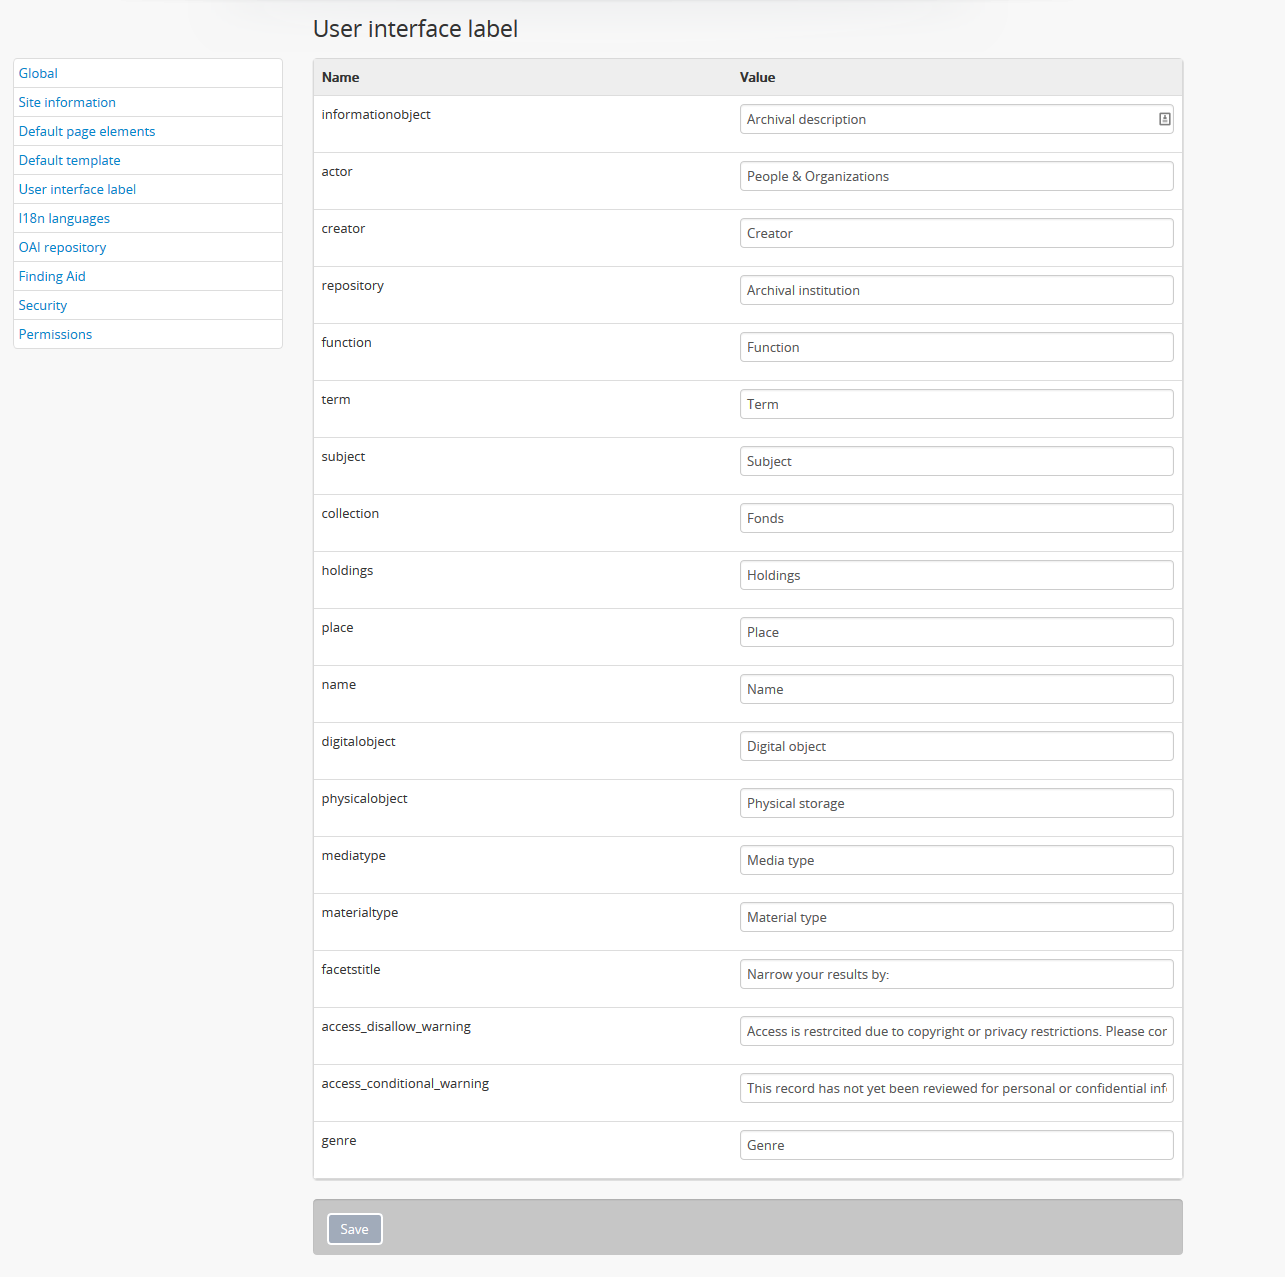 User interface label
Global
Site information
Default page elements
Default template
User interface label
I18n languages
OAI repository
Finding Aid
Security
Permissions
Name Value
informationobject Archival description
actor People & Organizations
creator Creator
repository Archival institution
function Function
term Term
subject Subject
collection Fonds
holdings Holdings
place Place
name Name
digitalobject Digital object
physicalobject Physical storage
mediatype Media type
materialtype Material type
facetstitle Narrow your results by:
access_disallow_warning Access is restrcited due to copyright or privacy restrictions. Please
access_conditional_warning This record has not yet been reviewed for personal or confidential
genre Genre
Save